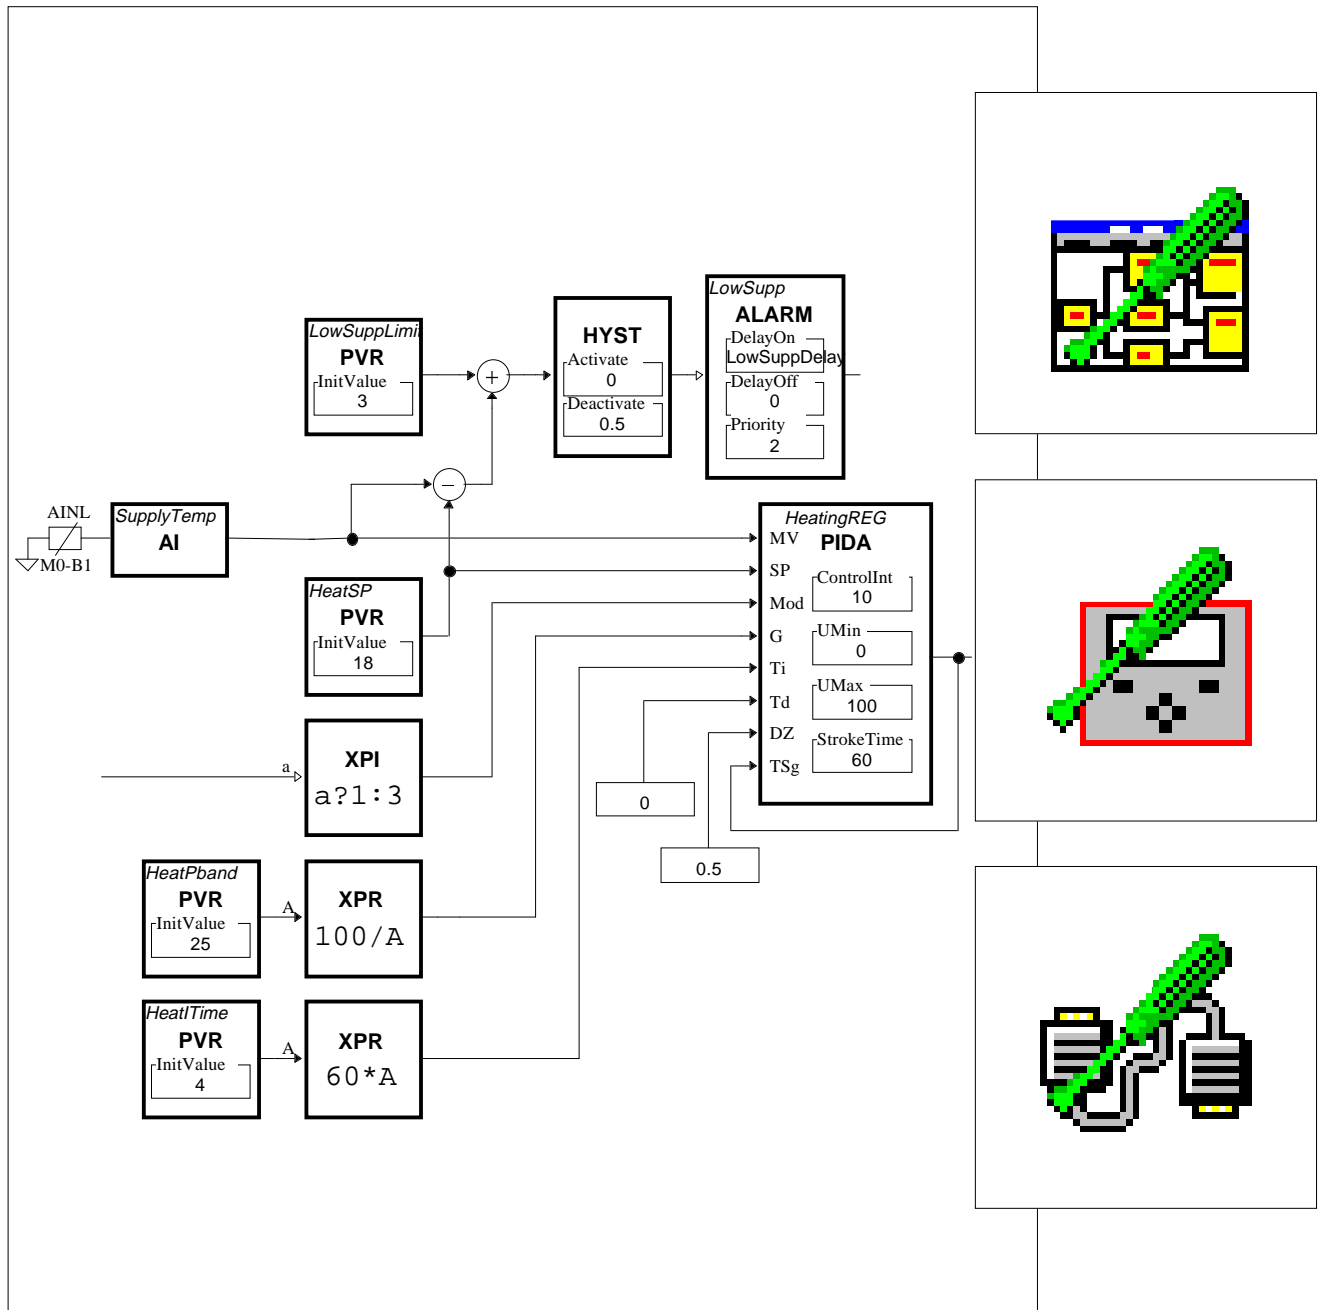 LowSupp
ALARM
DelayOn
LowSuppDelay
DelayOff
0
Priority
2
HYST
Activate
0
Deactivate
0.5
LowSuppLimi
PVR
InitValue
3
+
−
AINL
M0-B1
SupplyTemp
AI
HeatingREG
PIDA
MV
SP
Mod
G
Ti
Td
DZ
TSg
ControlInt
10
UMin
0
UMax
100
StrokeTime
60
HeatSP
PVR
InitValue
18
a
XPI
a?1:3
0
0.5
HeatPband
PVR
InitValue
25
A
XPR
100/A
HeatITime
PVR
InitValue
4
A
XPR
60*A